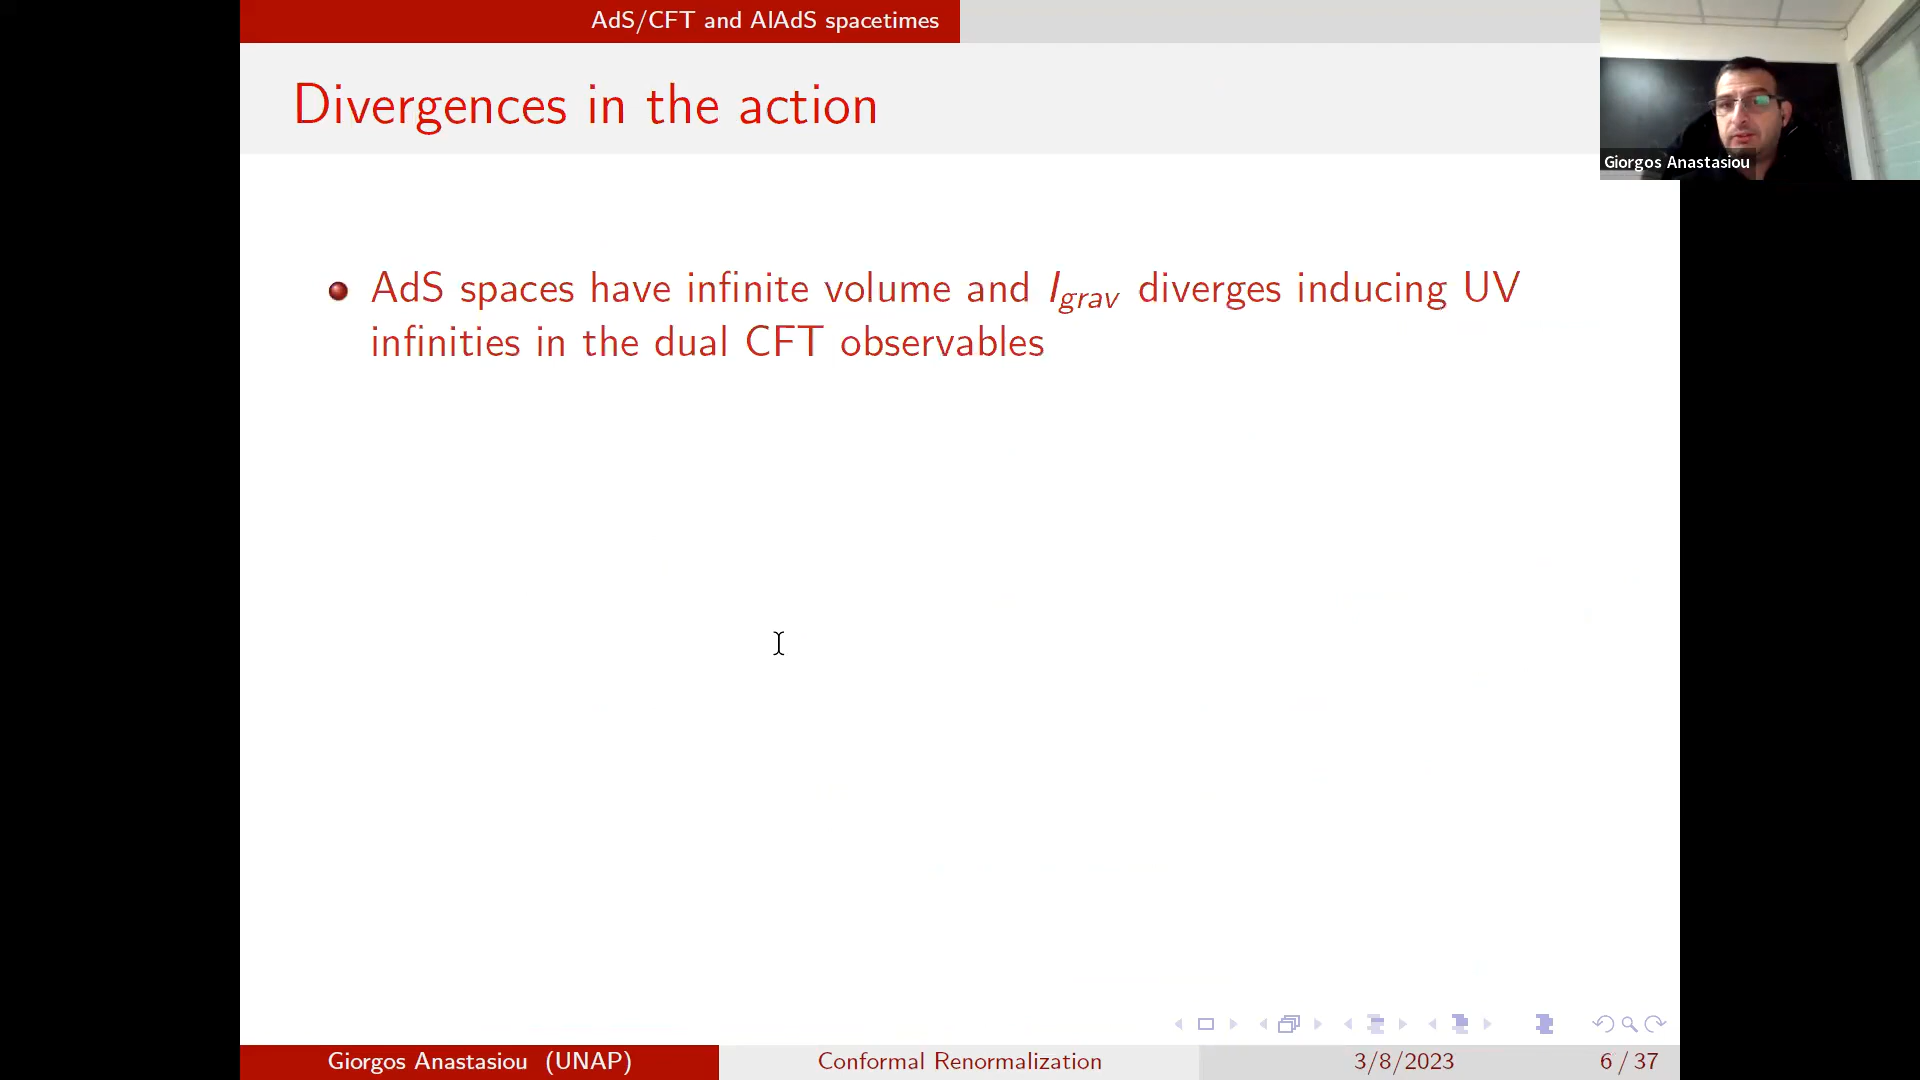 AdS/CFT and AlAdS spacetimes
Divergences in the action
Giorgos Anastasiou
AdS spaces have infinite volume and I_grav diverges inducing UV
infinities in the dual CFT observables
Giorgos Anastasiou (UNAP)
Conformal Renormalization
3/8/2023
6 / 37